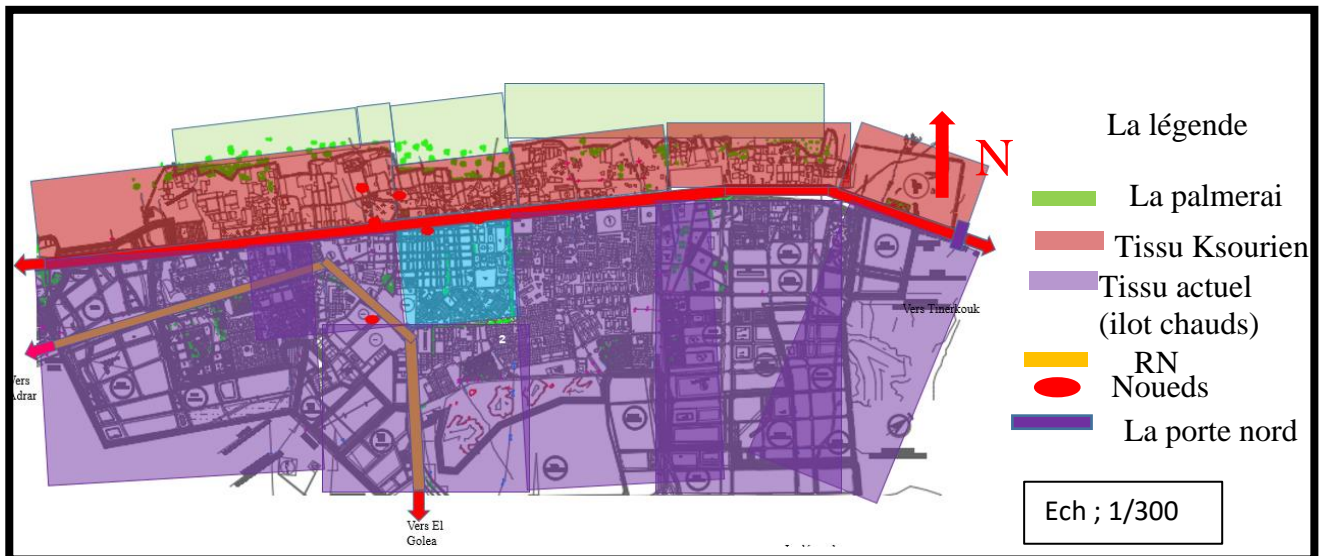 La légende
N
La palmerai
Tissu Ksourien
Tissu actuel
(ilot chauds)
RN
Noueds
La porte nord
Ech ; 1/300
Vers Tinerkouk
2
Vers
Adrar
Vers El
Golea